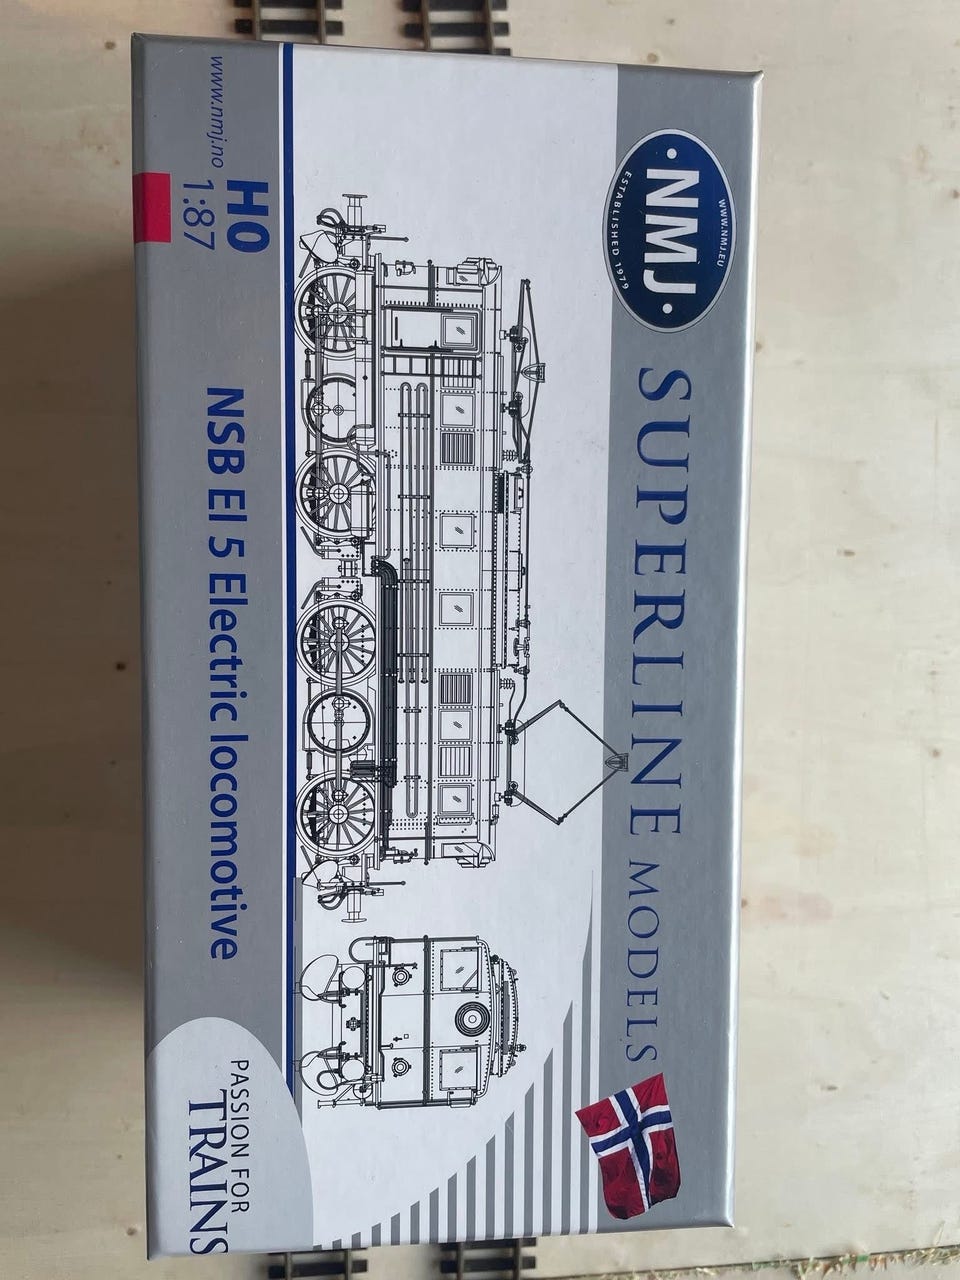 WWW.NMJ.EU
NMJ
ESTABLISHED 1979
SUPERLINE MODELS
H0
1:87
www.nmj.no
NSB El 5 Electric locomotive
PASSION FOR
TRAINS